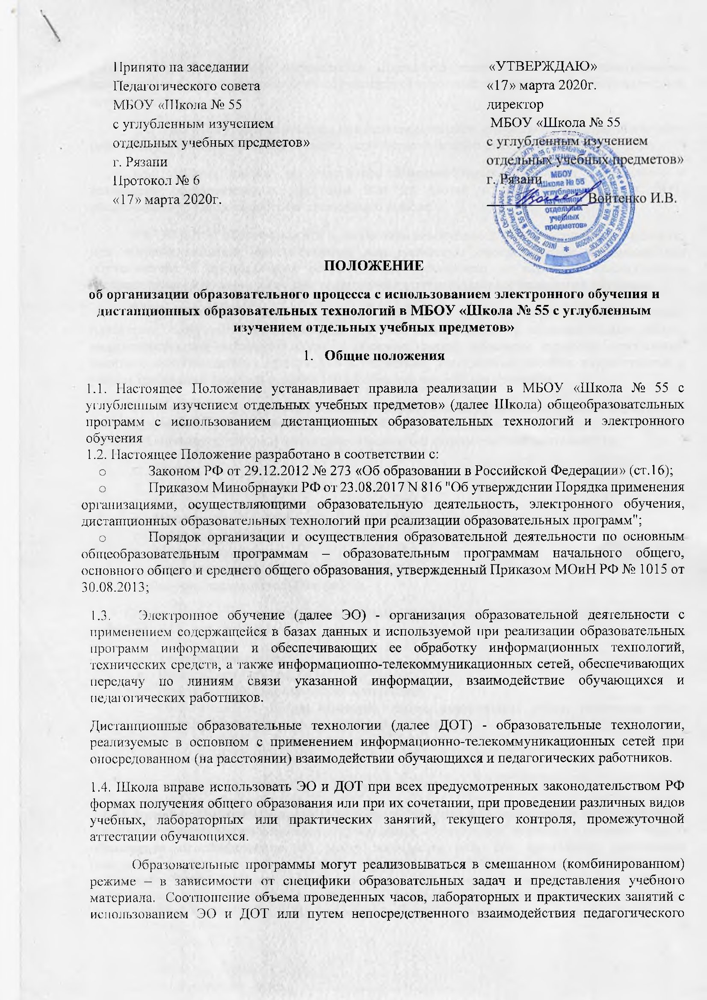 Принято на заседании
Педагогического совета
МБОУ «Школа № 55
с углубленным изучением
отдельных учебных предметов»
г. Рязани
Протокол № 6
«17» марта 2020г.
«УТВЕРЖДАЮ»
«17» марта 2020г.
директор
МБОУ «Школа № 55
с углубленным изучением
отдельных учебных предметов»
г. Рязани
Войтенко И.В.
МБОУ
«Школа № 55
с углубленным
изучением
отдельных
учебных
предметов»
ПОЛОЖЕНИЕ
об организации образовательного процесса с использованием электронного обучения и
дистанционных образовательных технологий в МБОУ «Школа № 55 с углубленным
изучением отдельных учебных предметов»
1. Общие положения
1.1. Настоящее Положение устанавливает правила реализации в МБОУ «Школа № 55 с
углубленным изучением отдельных учебных предметов» (далее Школа) общеобразовательных
программ с использованием дистанционных образовательных технологий и электронного
обучения
1.2. Настоящее Положение разработано в соответствии с:
○ Законом РФ от 29.12.2012 № 273 «Об образовании в Российской Федерации» (ст.16);
○ Приказом Минобрнауки РФ от 23.08.2017 N 816 "Об утверждении Порядка применения
организациями, осуществляющими образовательную деятельность, электронного обучения,
дистанционных образовательных технологий при реализации образовательных программ";
○ Порядок организации и осуществления образовательной деятельности по основным
общеобразовательным программам – образовательным программам начального общего,
основного общего и среднего общего образования, утвержденный Приказом МОиН РФ № 1015 от
30.08.2013;
1.3. Электронное обучение (далее ЭО) - организация образовательной деятельности с
применением содержащейся в базах данных и используемой при реализации образовательных
программ информации и обеспечивающих ее обработку информационных технологий,
технических средств, а также информационно-телекоммуникационных сетей, обеспечивающих
передачу по линиям связи указанной информации, взаимодействие обучающихся и
педагогических работников.
Дистанционные образовательные технологии (далее ДОТ) - образовательные технологии,
реализуемые в основном с применением информационно-телекоммуникационных сетей при
опосредованном (на расстоянии) взаимодействии обучающихся и педагогических работников.
1.4. Школа вправе использовать ЭО и ДОТ при всех предусмотренных законодательством РФ
формах получения общего образования или при их сочетании, при проведении различных видов
учебных, лабораторных или практических занятий, текущего контроля, промежуточной
аттестации обучающихся.
Образовательные программы могут реализовываться в смешанном (комбинированном)
режиме – в зависимости от специфики образовательных задач и представления учебного
материала. Соотношение объема проведенных часов, лабораторных и практических занятий с
использованием ЭО и ДОТ или путем непосредственного взаимодействия педагогического